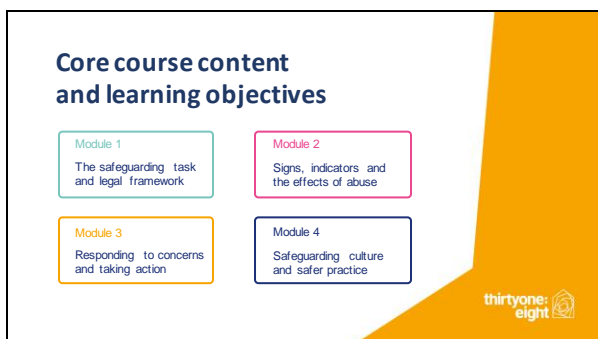 Core course content
and learning objectives
Module 1
The safeguarding task
and legal framework
Module 2
Signs, indicators and
the effects of abuse
Module 3
Responding to concerns
and taking action
Module 4
Safeguarding culture
and safer practice
thirtyone:
eight